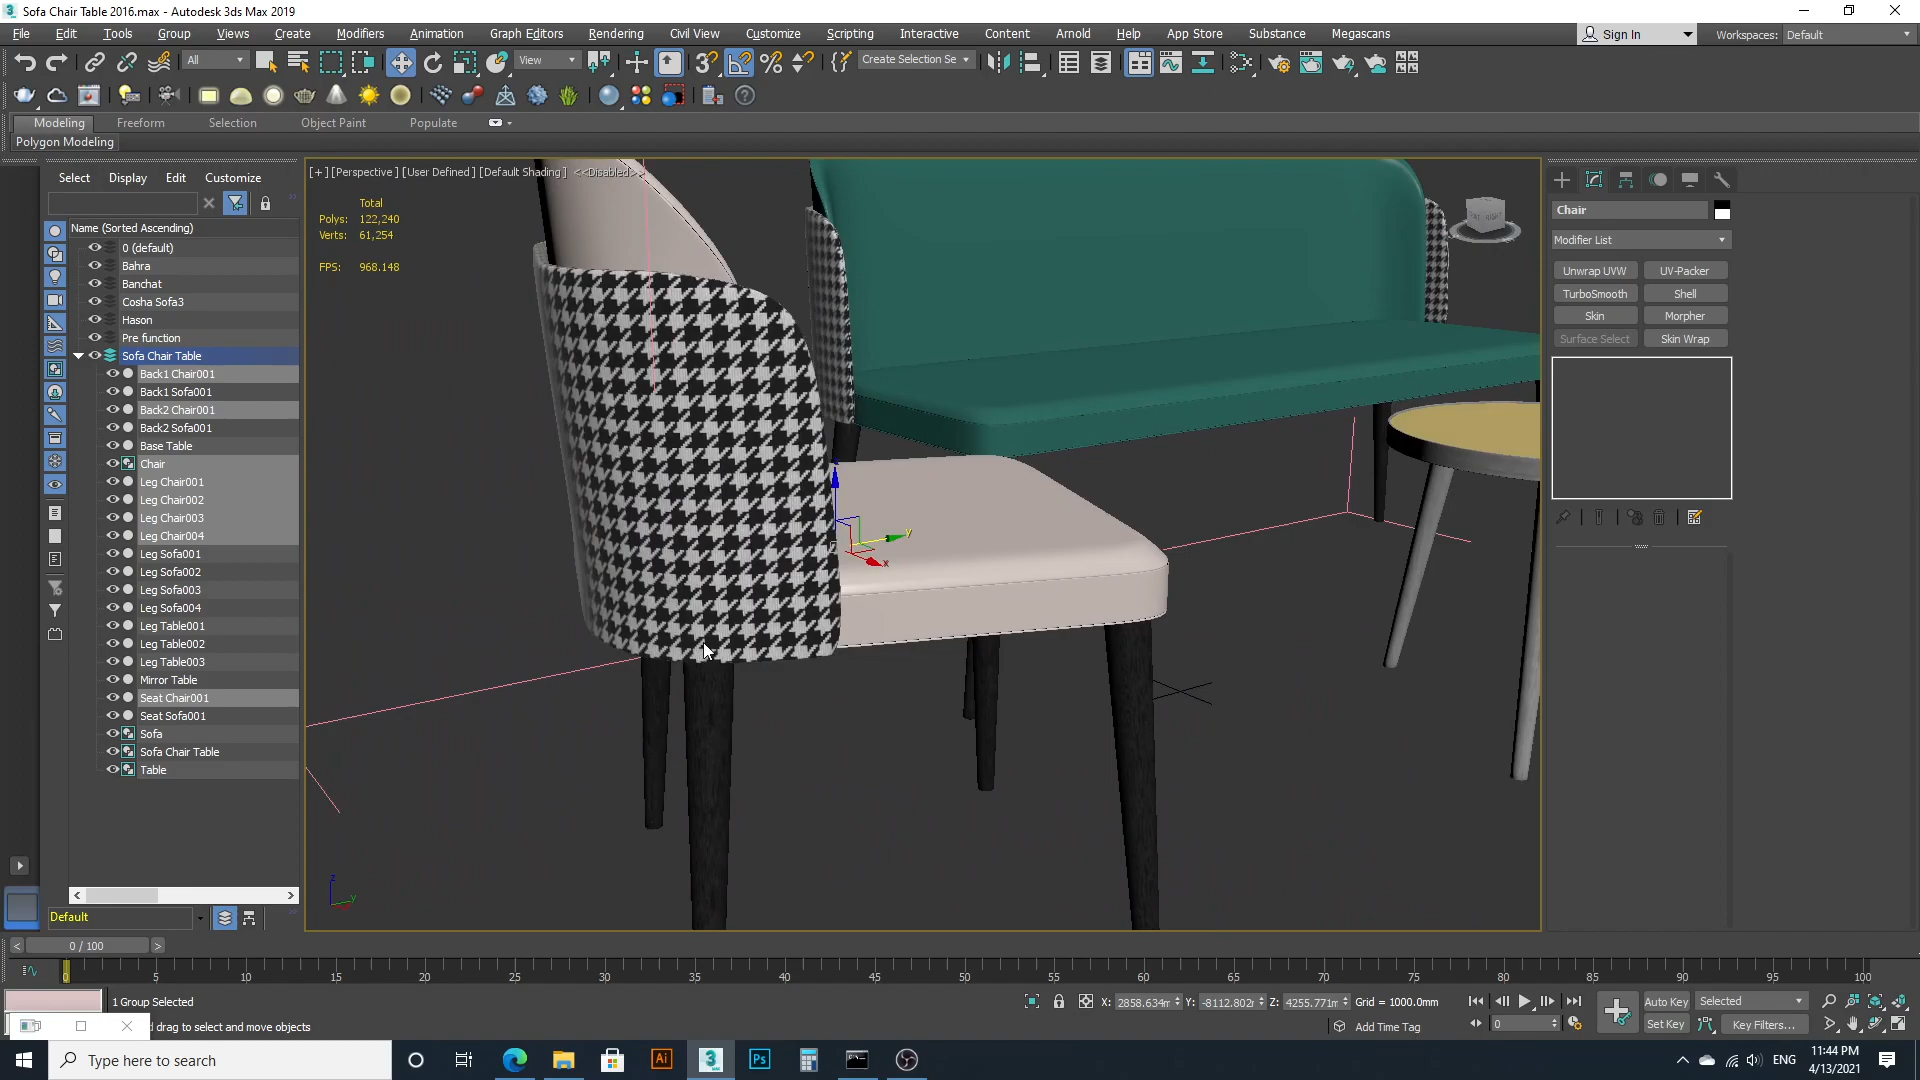 Sofa Chair Table 2016.max - Autodesk 3ds Max 2019
File Edit Tools Group Views Create Modifiers Animation Graph Editors Rendering Civil View Customize Scripting Interactive Content Arnold Help App Store Substance Megascans Sign In Workspaces: Default
All View Create Selection Se
Modeling Freeform Selection Object Paint Populate
Polygon Modeling
Select Display Edit Customize
Name (Sorted Ascending)
0 (default)
Bahra
Banchat
Cosha Sofa3
Hason
Pre function
Sofa Chair Table
Back1 Chair001
Back1 Sofa001
Back2 Chair001
Back2 Sofa001
Base Table
Chair
Leg Chair001
Leg Chair002
Leg Chair003
Leg Chair004
Leg Sofa001
Leg Sofa002
Leg Sofa003
Leg Sofa004
Leg Table001
Leg Table002
Leg Table003
Mirror Table
Seat Chair001
Seat Sofa001
Sofa
Sofa Chair Table
Table
Default
[+] [Perspective] [User Defined] [Default Shading] <<Disabled>>
Total
Polys: 122,240
Verts: 61,254
FPS: 968.148
y
x
z
y
Chair
Modifier List
Unwrap UVW UV-Packer
TurboSmooth Shell
Skin Morpher
Surface Select Skin Wrap
< 0 / 100 >
0 5 10 15 20 25 30 35 40 45 50 55 60 65 70 75 80 85 90 95 100
1 Group Selected
X: 2858.634m Y: -8112.802m Z: 4255.771m Grid = 1000.0mm
Auto Key Selected
d drag to select and move objects
Add Time Tag
0
Set Key Key Filters...
Type here to search
ENG
11:44 PM
4/13/2021